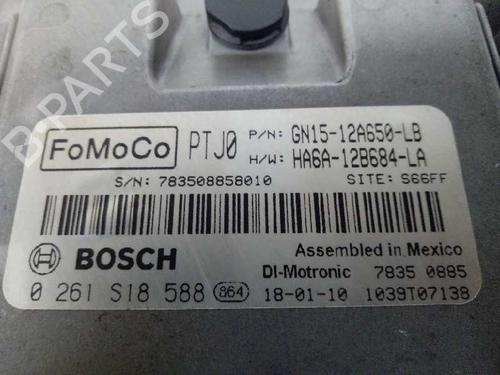 B-PARTS
FoMoCo PTJ0 P/N: GN15-12A650-LB
H/W: HA6A-12B684-LA
S/N: 783508858010 SITE: S66FF
BOSCH Assembled in Mexico
DI-Motronic 7835 0885
0 261 S18 588 864 18-01-10 1039T07138